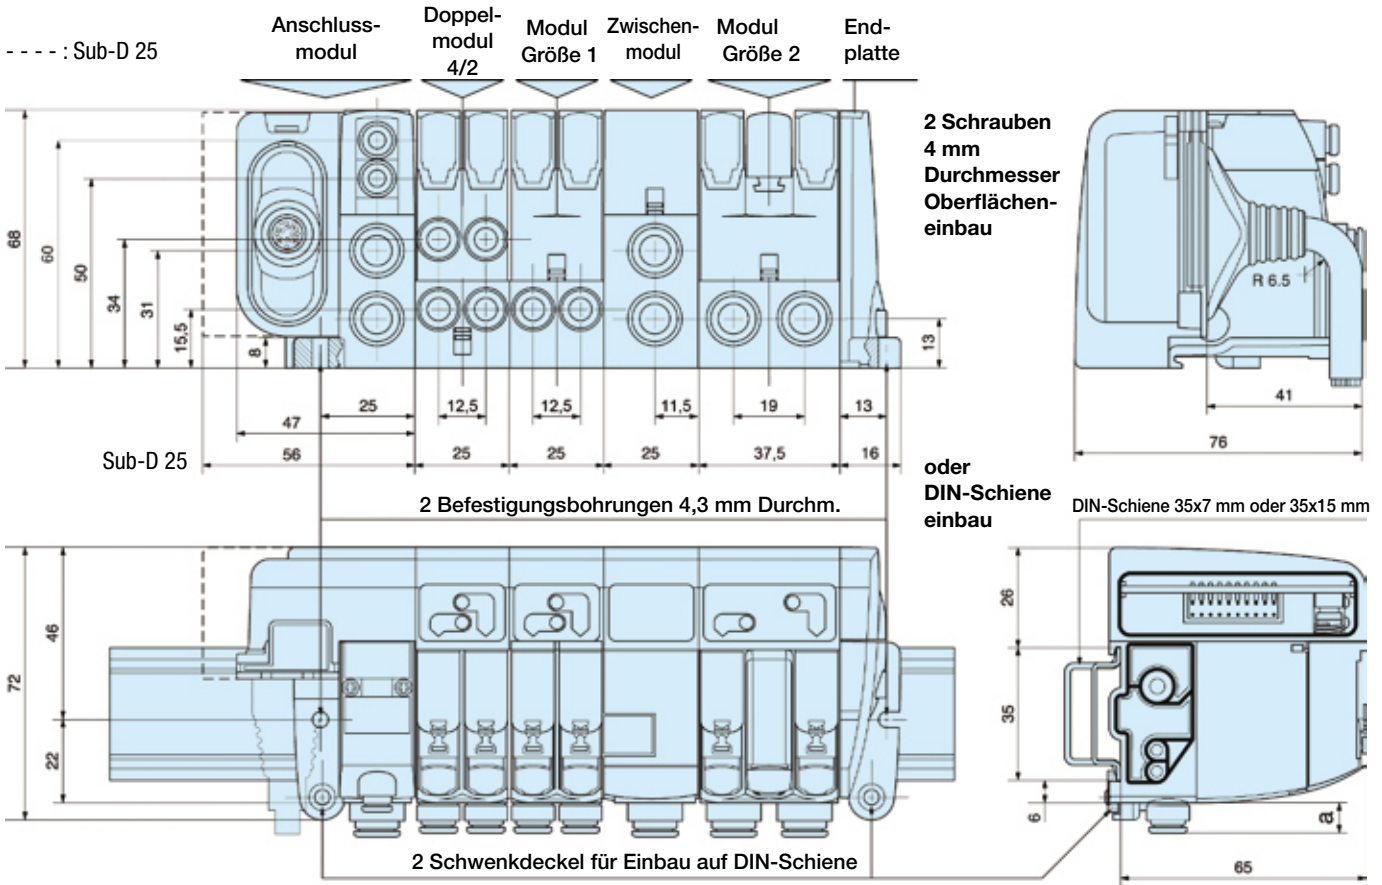 - - - - : Sub-D 25
Anschluss-
modul
Doppel-
modul
4/2
Modul
Größe 1
Zwischen-
modul
Modul
Größe 2
End-
platte
68
60
50
34
31
15,5
8
13
25
12,5
12,5
11,5
19
13
47
Sub-D 25
56
25
25
25
37,5
16
2 Schrauben
4 mm
Durchmesser
Oberflächen-
einbau
R 6.5
41
76
oder
DIN-Schiene
einbau
2 Befestigungsbohrungen 4,3 mm Durchm.
DIN-Schiene 35x7 mm oder 35x15 mm
72
46
22
26
35
6
a
65
2 Schwenkdeckel für Einbau auf DIN-Schiene